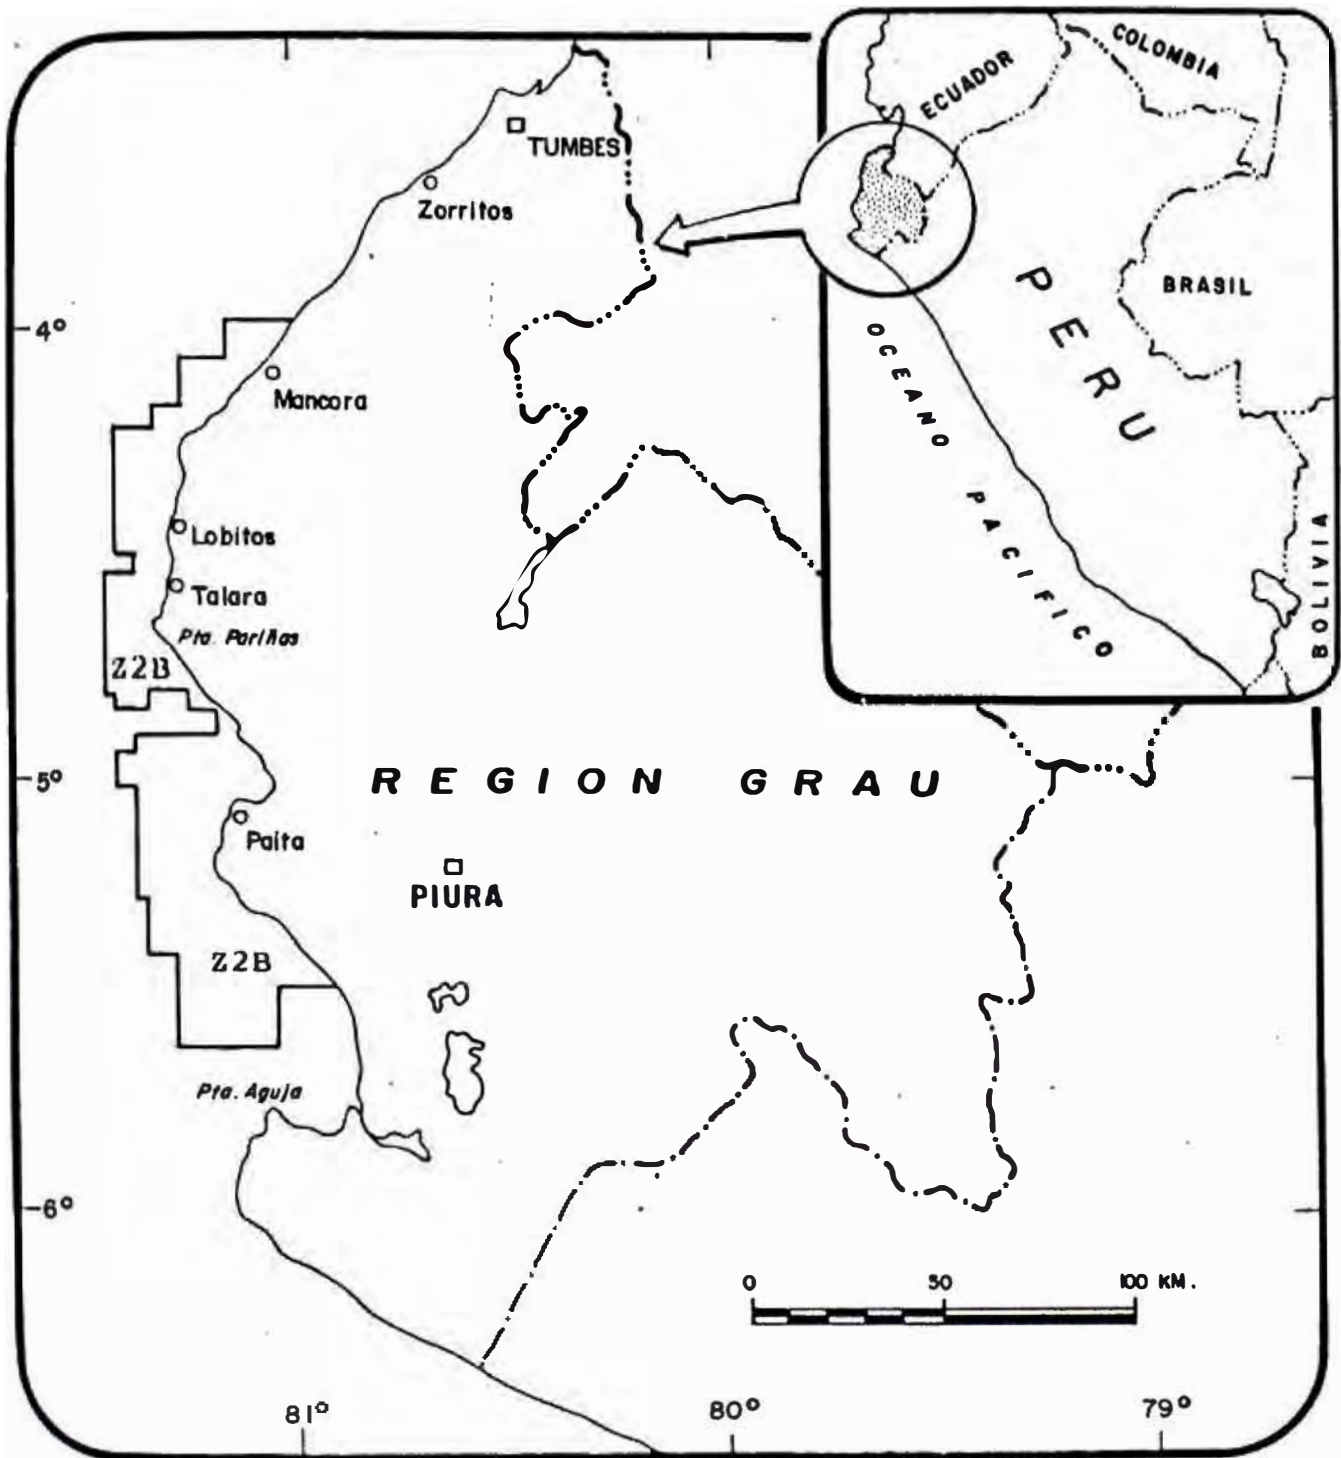 COLOMBIA
ECUADOR
TUMBES
Zorritos
BRASIL
PERU
4°
OCEANO PACIFICO
Mancora
Lobitos
Talara
Pta. Pariñas
BOLIVIA
Z2B
5°
REGION GRAU
Paita
PIURA
Z2B
Pta. Aguja
6°
0 50 100 KM.
81° 80° 79°